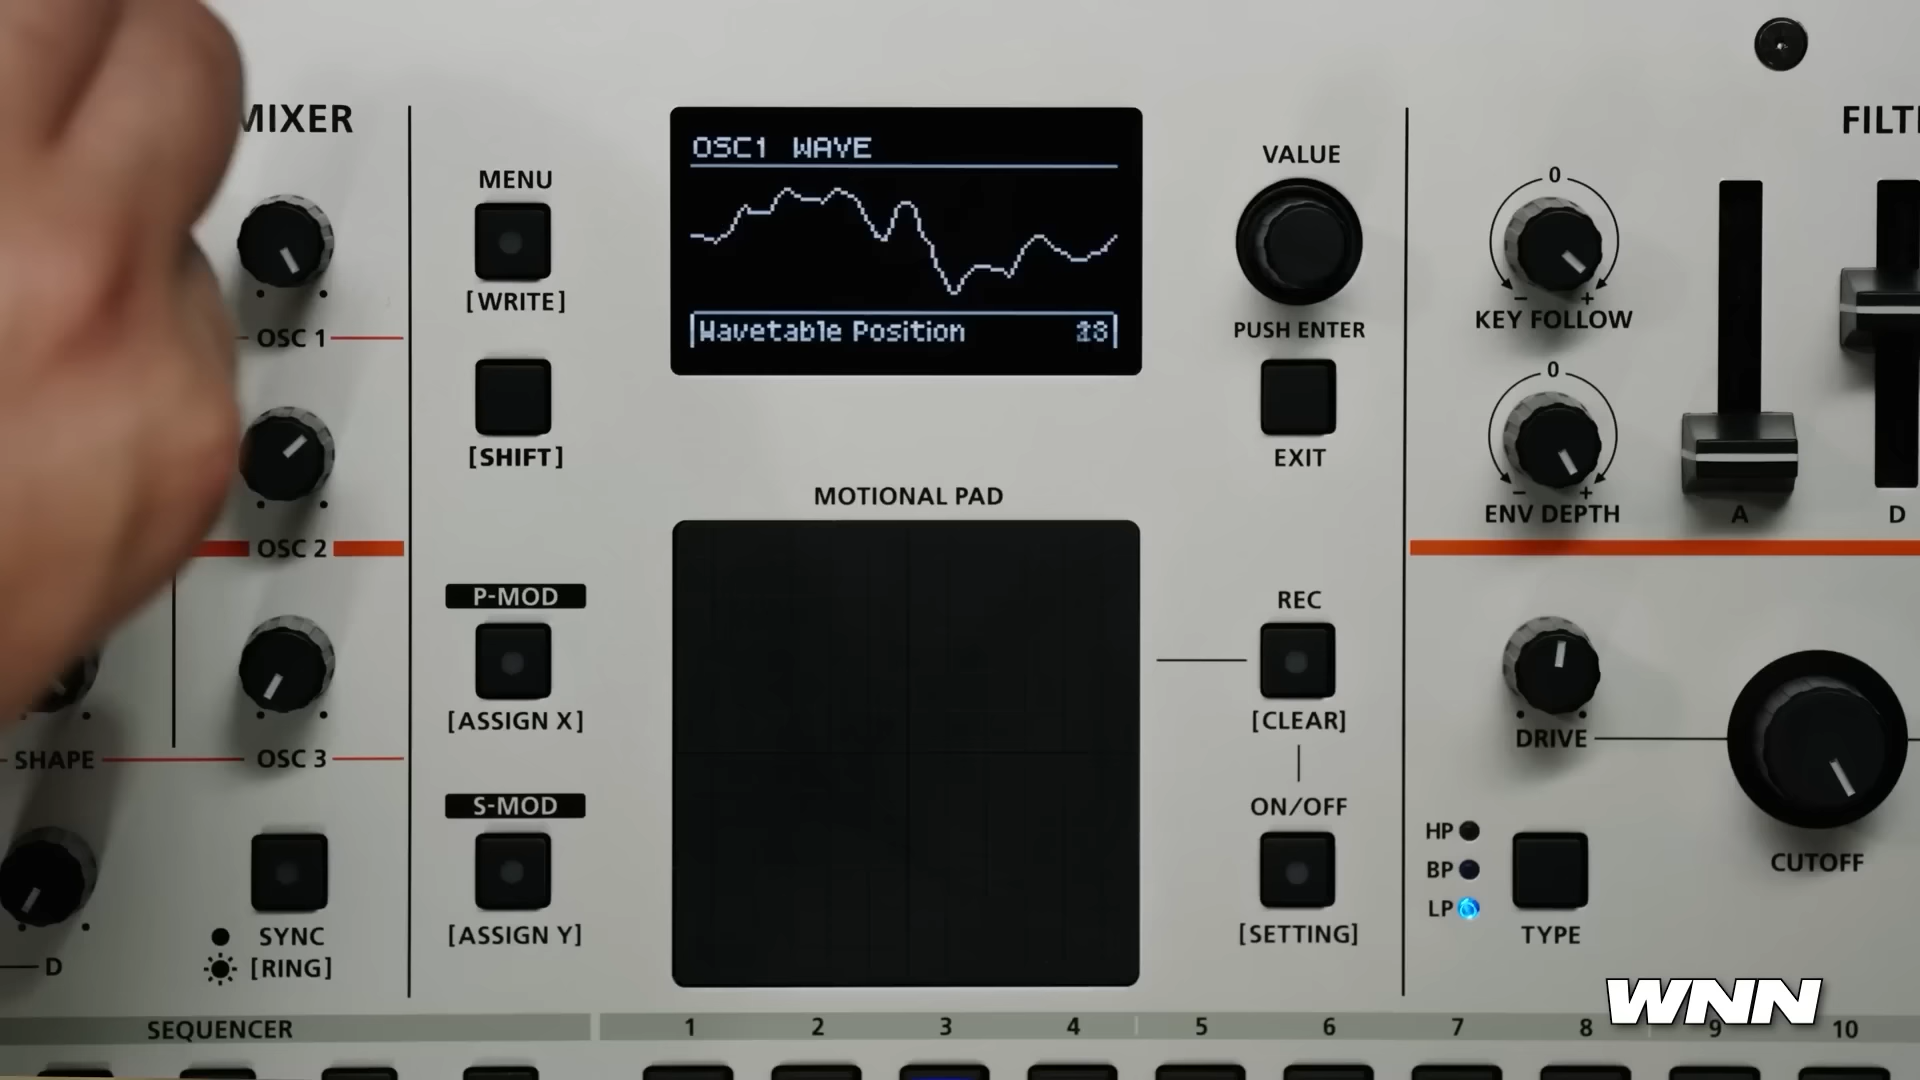 MIXER
OSC 1
OSC 2
OSC 3
SHAPE
D
SYNC
[RING]
MENU
[WRITE]
[SHIFT]
P-MOD
[ASSIGN X]
S-MOD
[ASSIGN Y]
OSC1 WAVE
Wavetable Position
MOTIONAL PAD
VALUE
PUSH ENTER
EXIT
REC
[CLEAR]
ON/OFF
[SETTING]
FILT
0
- +
KEY FOLLOW
0
- +
ENV DEPTH
A
D
DRIVE
CUTOFF
HP
BP
LP
TYPE
WNN
SEQUENCER
1 2 3 4 5 6 7 8 9 10